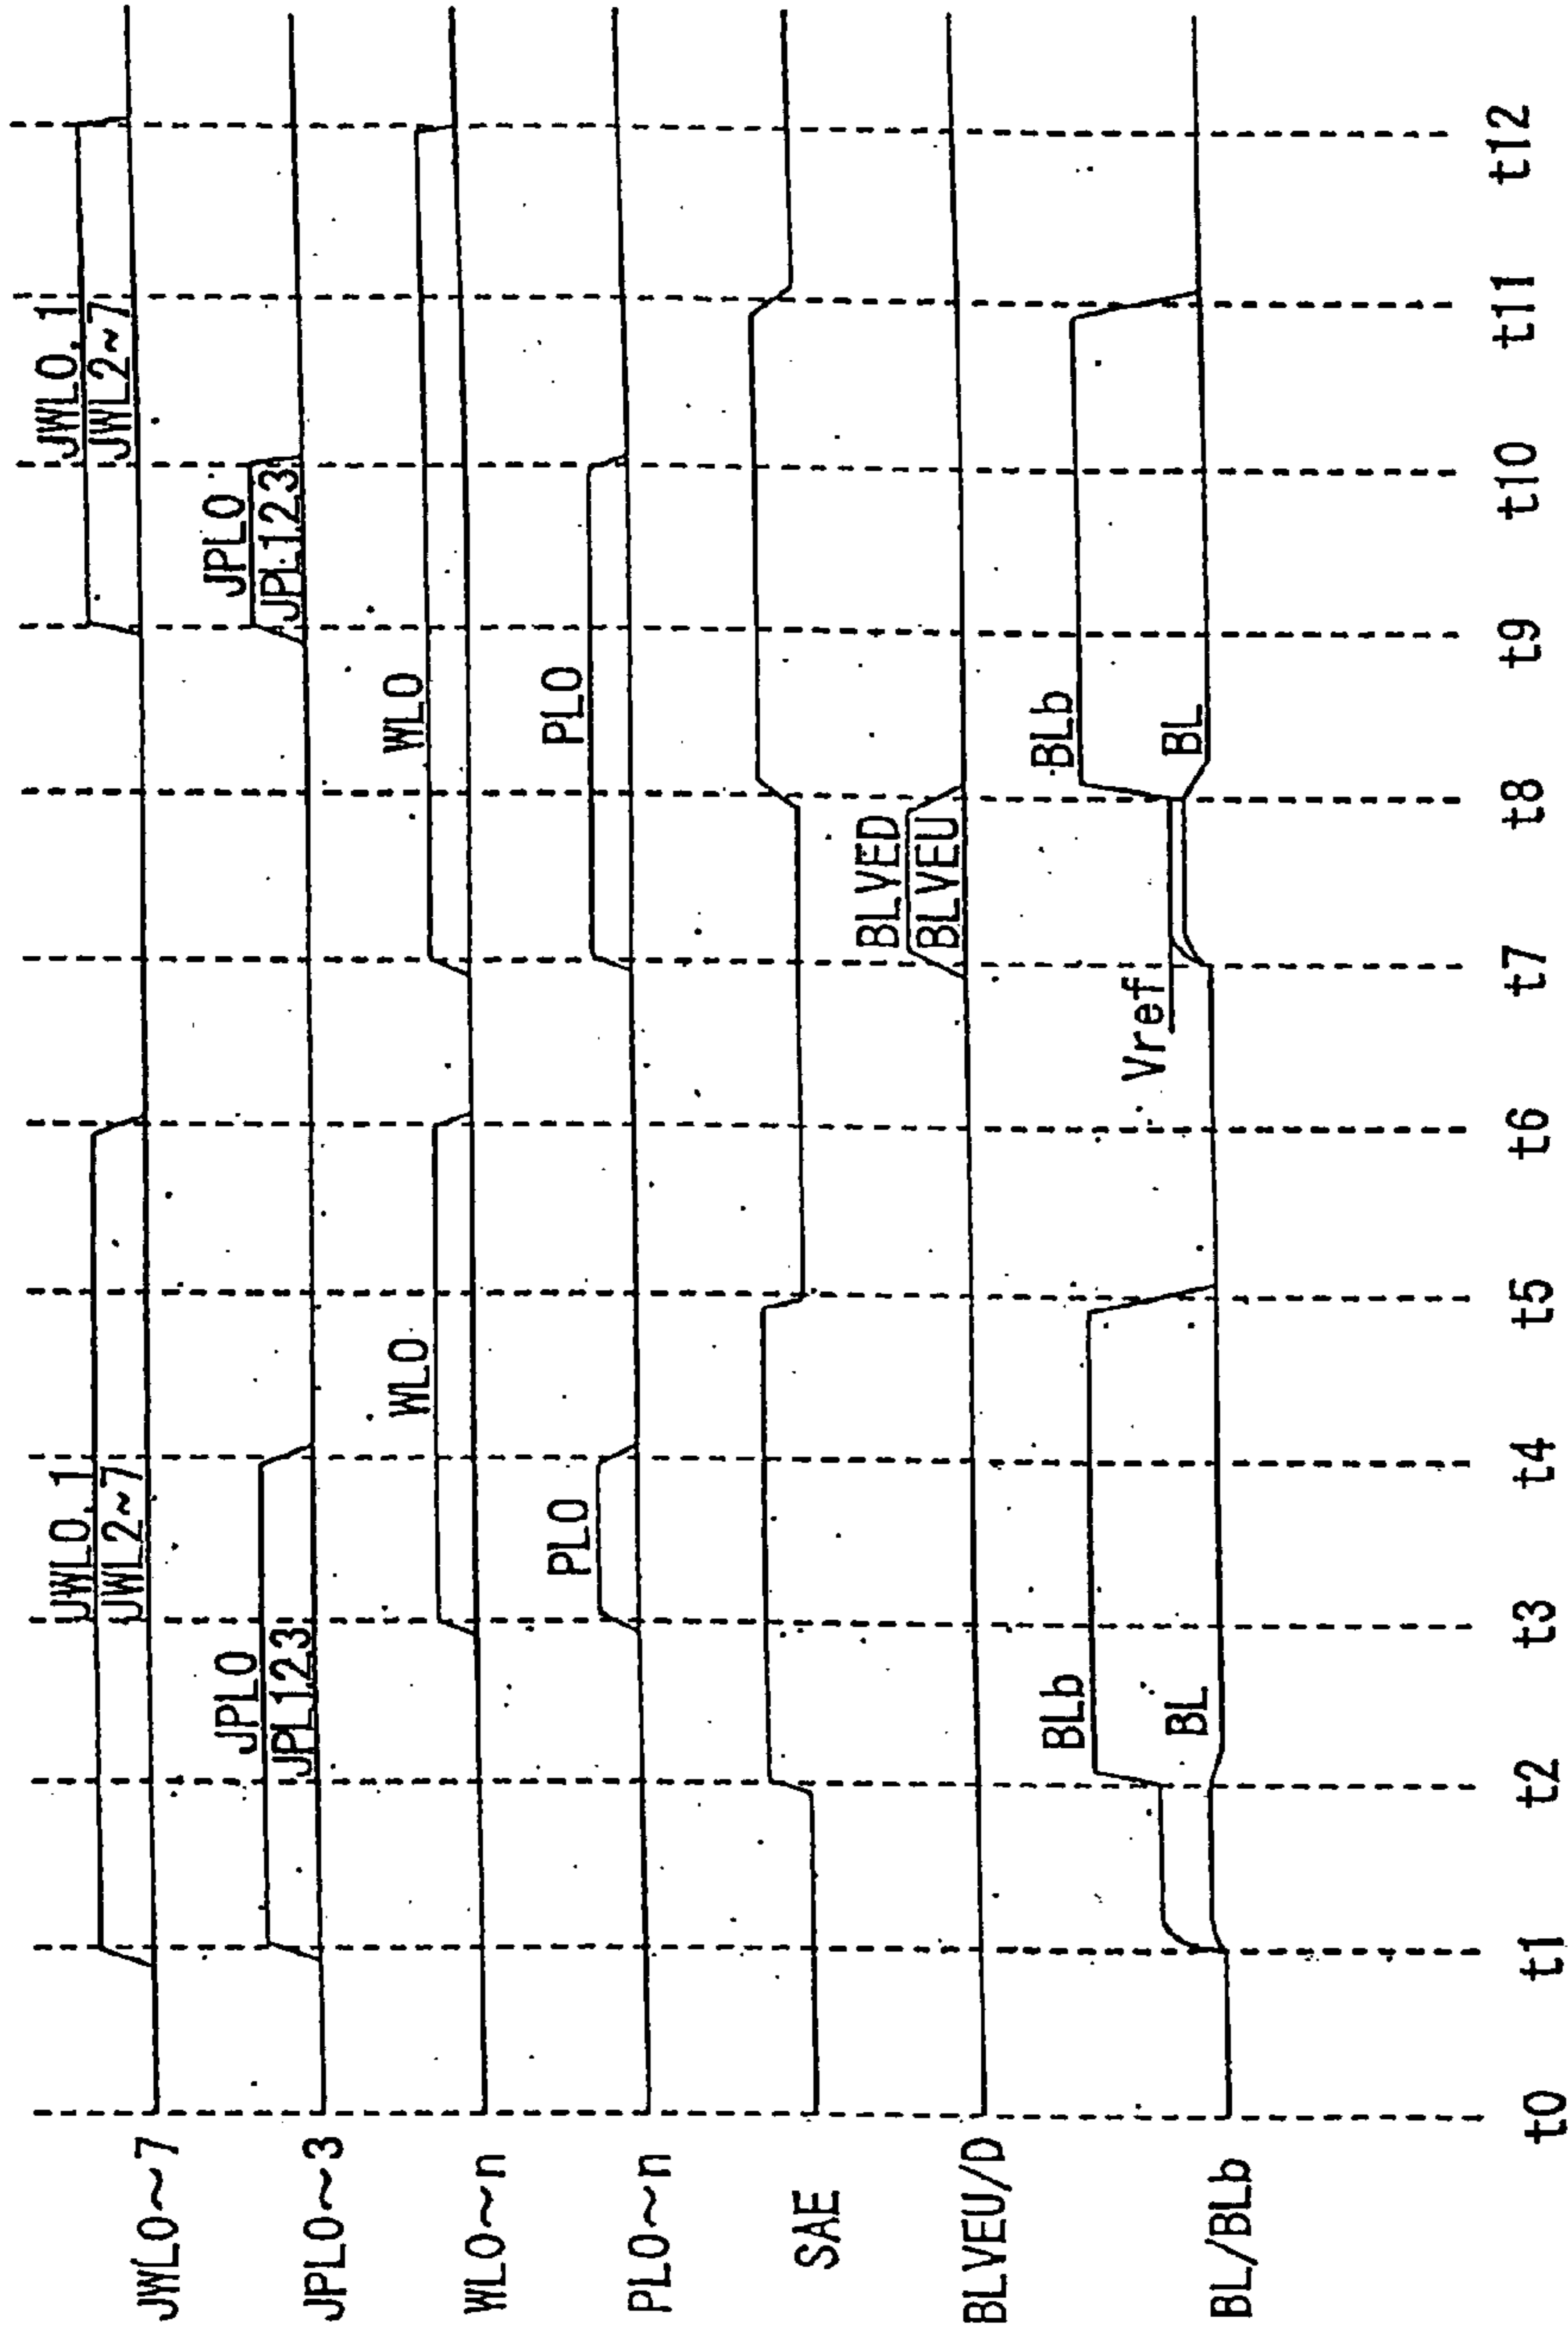 JWL0~7
JWL0, 1
JWL2~7
JWL0, 1
JWL2~7
JPL0~3
JPL0
JPL123
JPL0
JPL123
WL0~n
WL0
WL0
PL0~n
PL0
PL0
SAE
BLVEU/D
BLVED
BLVEU
BL/BLb
BLb
BL
Vref
BLb
BL
t0 t1 t2 t3 t4 t5 t6 t7 t8 t9 t10 t11 t12